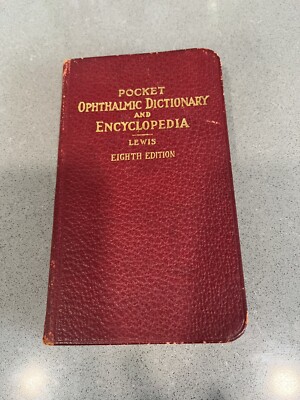 POCKET
OPHTHALMIC DICTIONARY
AND
ENCYCLOPEDIA
LEWIS
EIGHTH EDITION